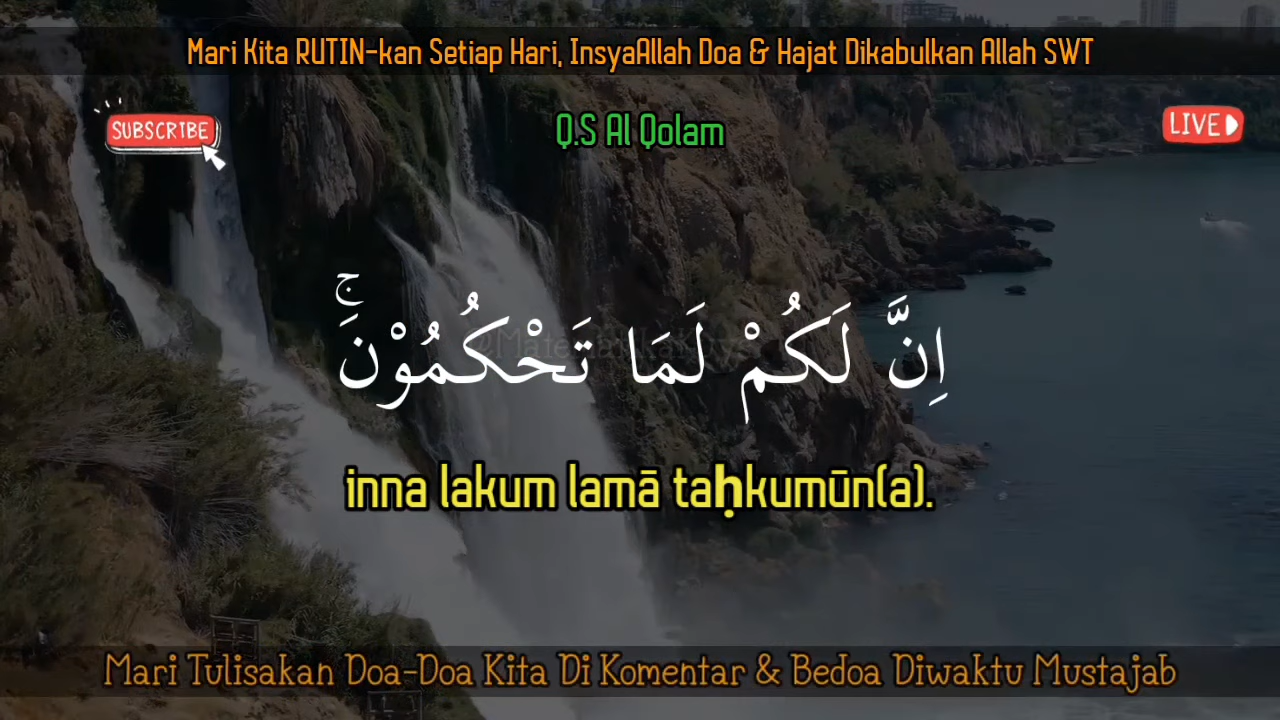 Mari Kita RUTIN-kan Setiap Hari, InsyaAllah Doa & Hajat Dikabulkan Allah SWT
SUBSCRIBE
Q.S Al Qolam
LIVE
اِنَّ لَكُمْ لَمَا تَحْكُمُوْنَۚ
inna lakum lamā taḥkumūn(a).
Mari Tulisakan Doa-Doa Kita Di Komentar & Bedoa Diwaktu Mustajab